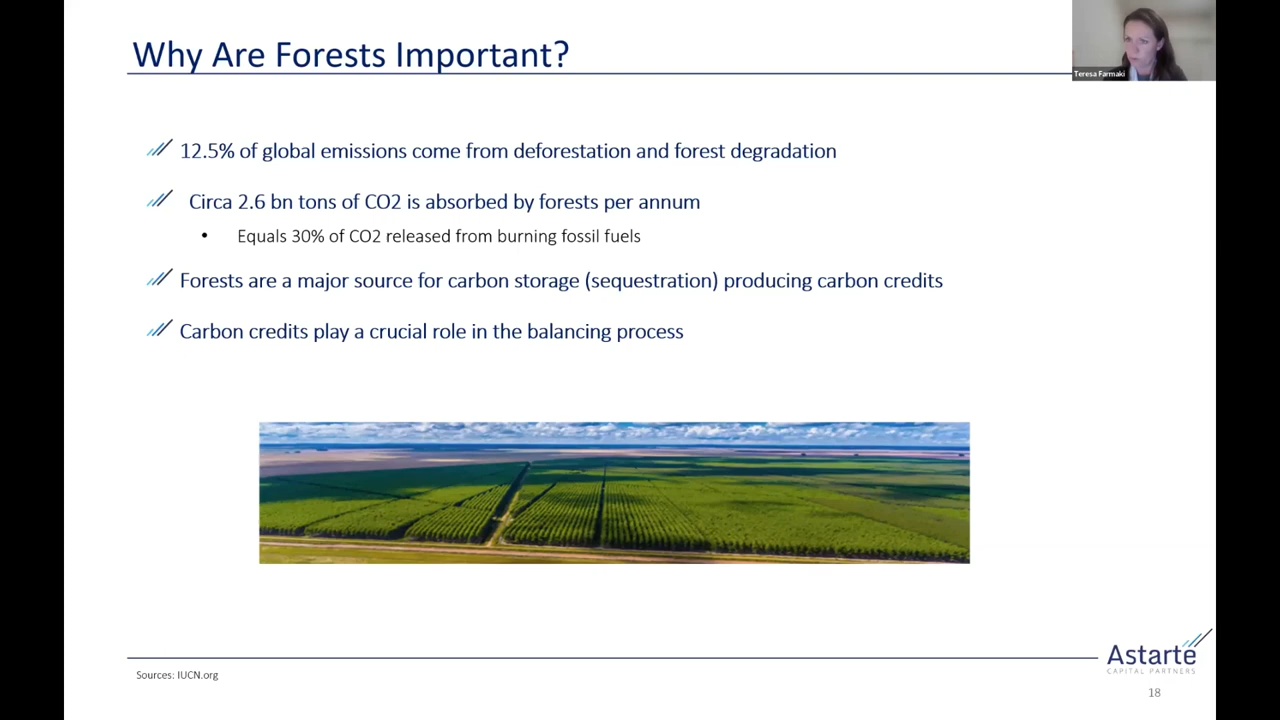 Why Are Forests Important?
Teresa Farmaki
12.5% of global emissions come from deforestation and forest degradation
Circa 2.6 bn tons of CO2 is absorbed by forests per annum
• Equals 30% of CO2 released from burning fossil fuels
Forests are a major source for carbon storage (sequestration) producing carbon credits
Carbon credits play a crucial role in the balancing process
Sources: IUCN.org
Astarte
CAPITAL PARTNERS
18